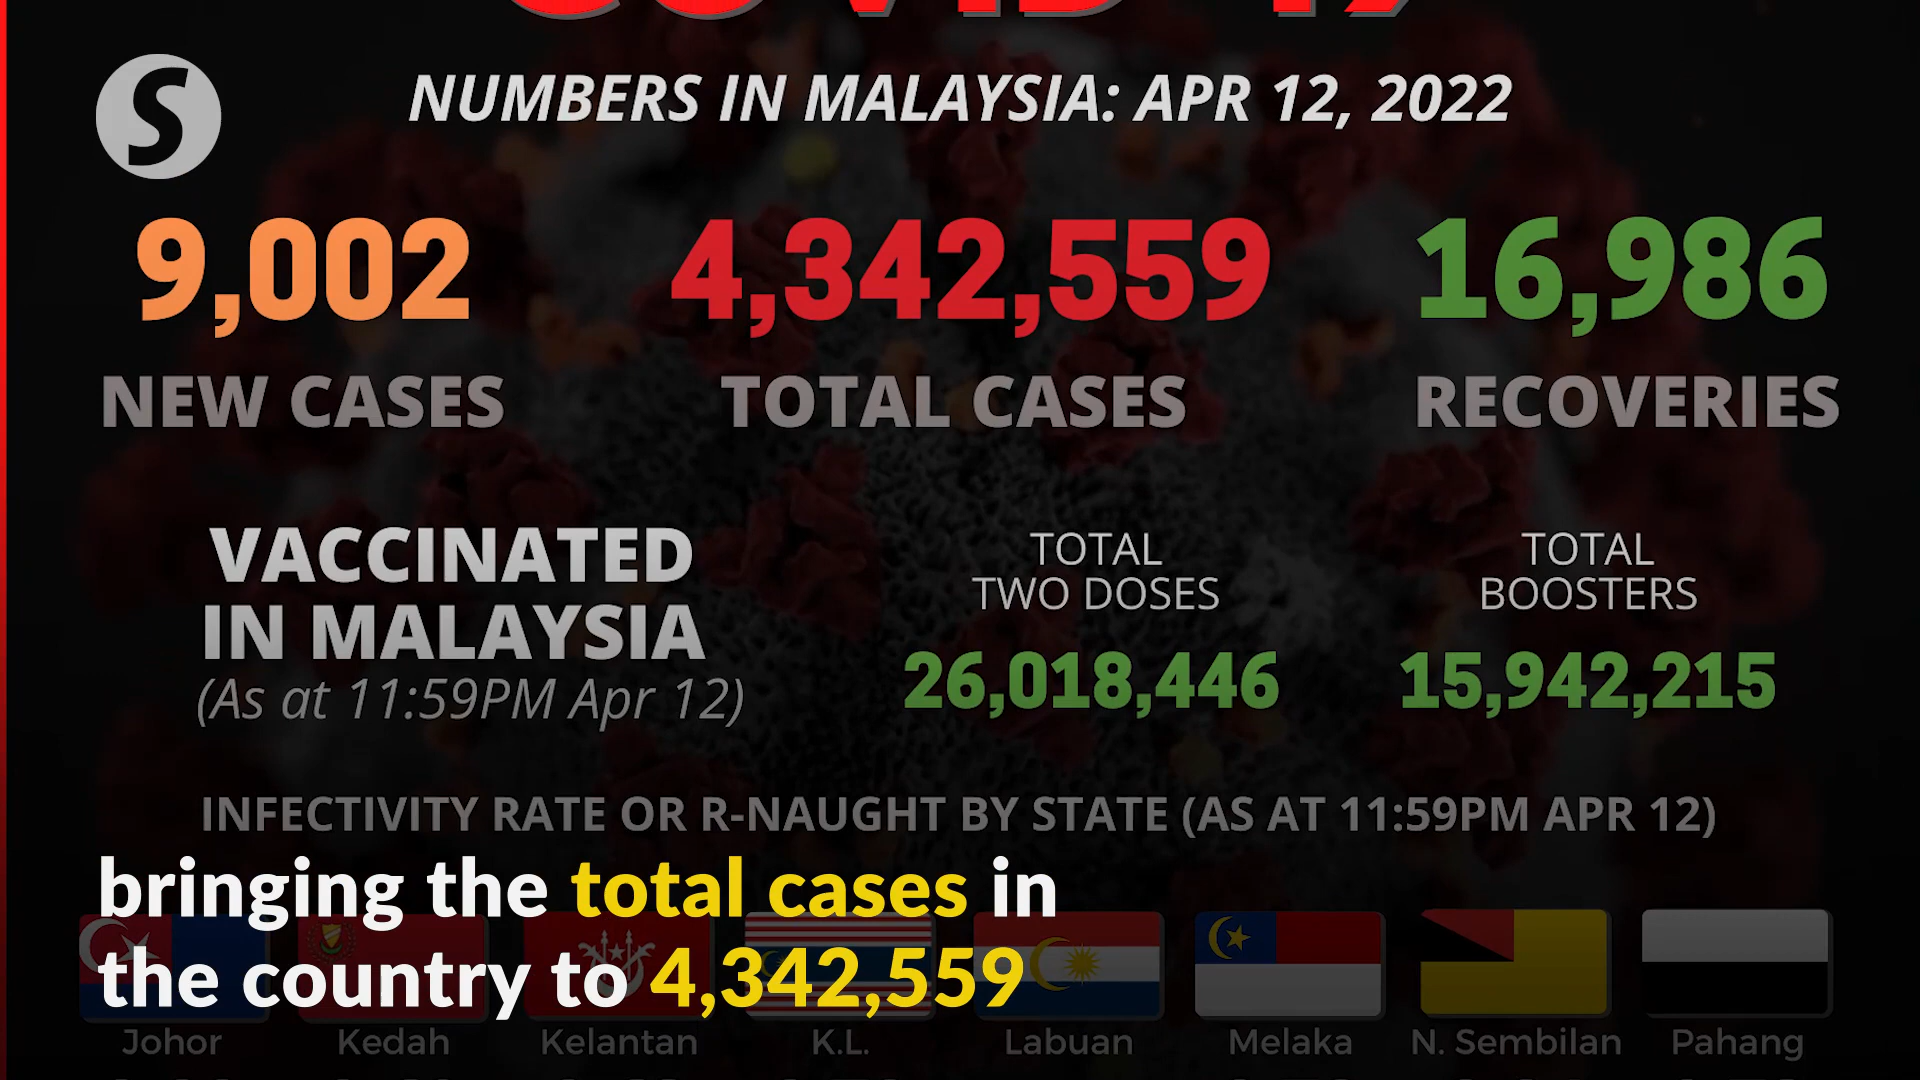 COVID-19
NUMBERS IN MALAYSIA: APR 12, 2022
S
9,002 4,342,559 16,986
NEW CASES TOTAL CASES RECOVERIES
VACCINATED
IN MALAYSIA
(As at 11:59PM Apr 12)
TOTAL
TWO DOSES
26,018,446
TOTAL
BOOSTERS
15,942,215
INFECTIVITY RATE OR R-NAUGHT BY STATE (AS AT 11:59PM APR 12)
bringing the total cases in
the country to 4,342,559
Johor Kedah Kelantan K.L. Labuan Melaka N. Sembilan Pahang